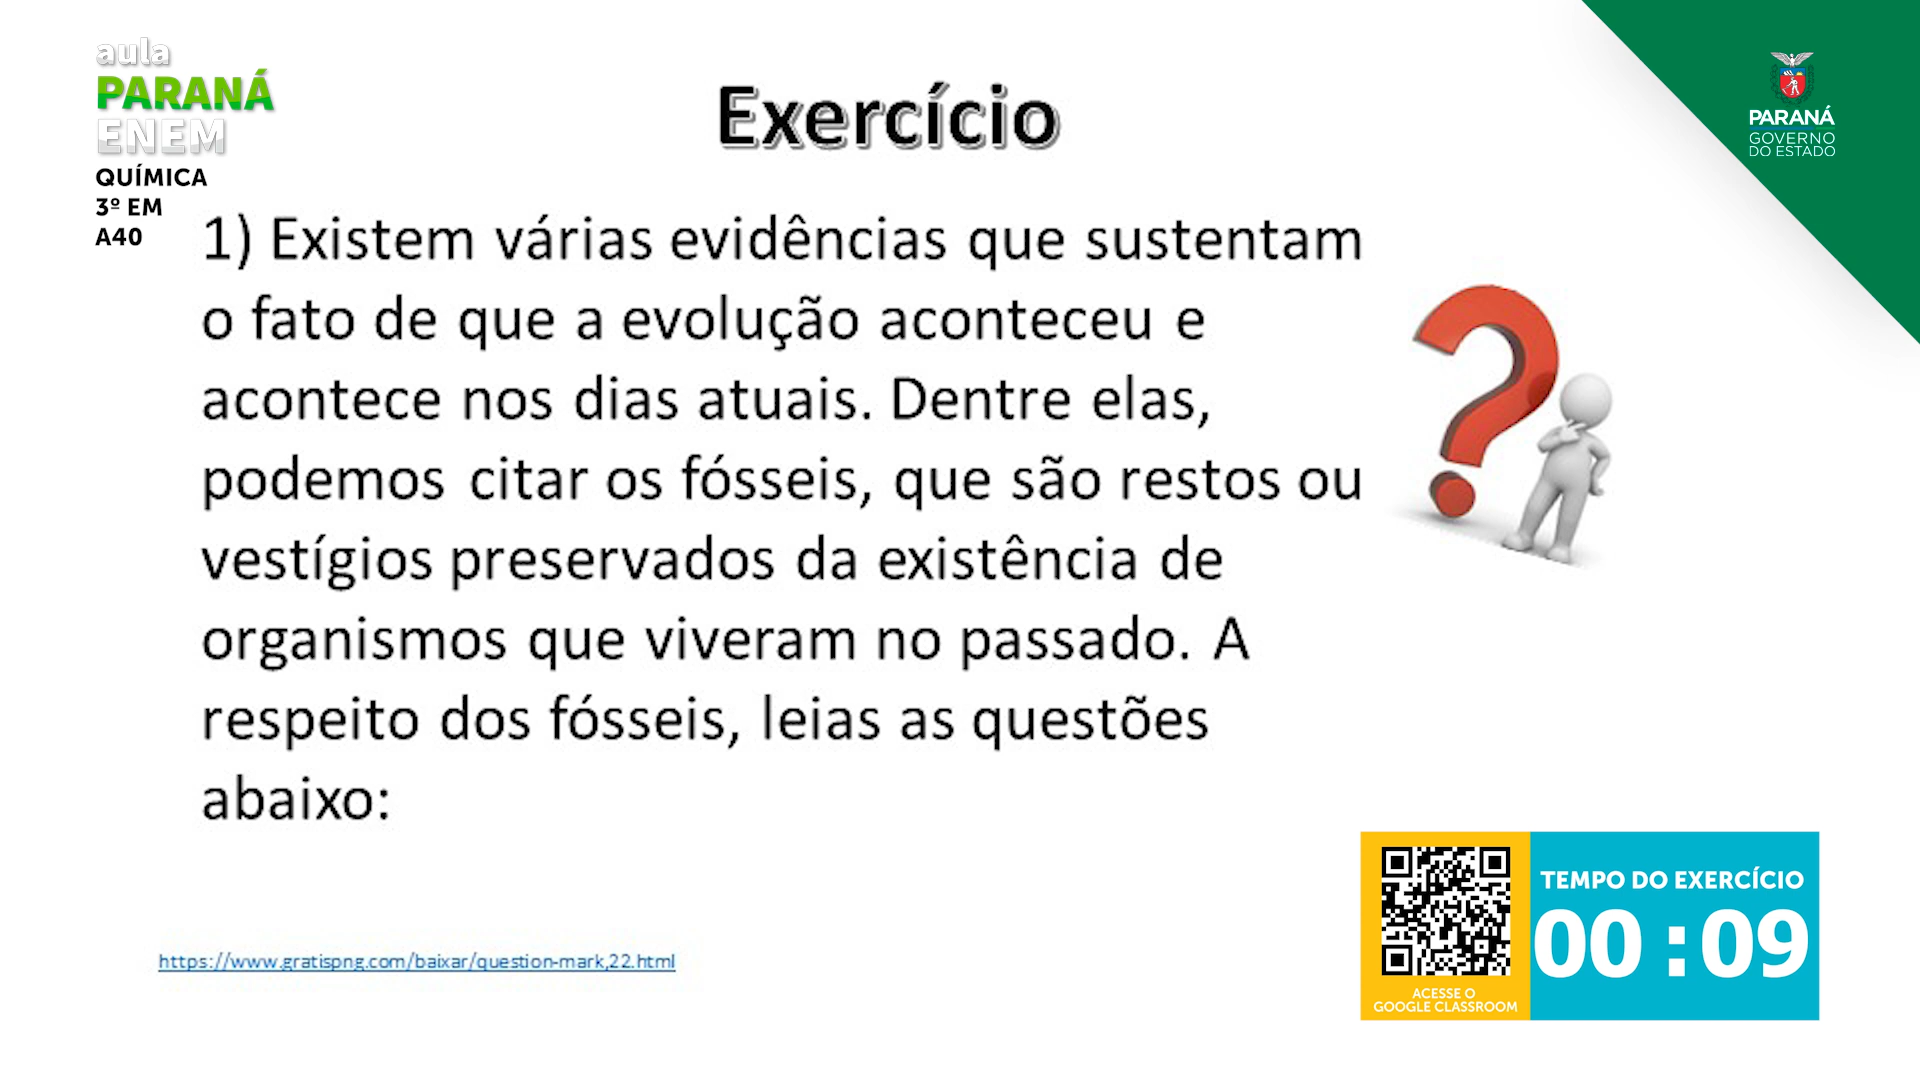 aula
PARANÁ
ENEM
QUÍMICA
3º EM
A40
Exercício
PARANÁ
GOVERNO
DO ESTADO
1) Existem várias evidências que sustentam
o fato de que a evolução aconteceu e
acontece nos dias atuais. Dentre elas,
podemos citar os fósseis, que são restos ou
vestígios preservados da existência de
organismos que viveram no passado. A
respeito dos fósseis, leias as questões
abaixo:
https://www.gratispng.com/baixar/question-mark,22.html
ACESSE O
GOOGLE CLASSROOM
TEMPO DO EXERCÍCIO
00 : 09